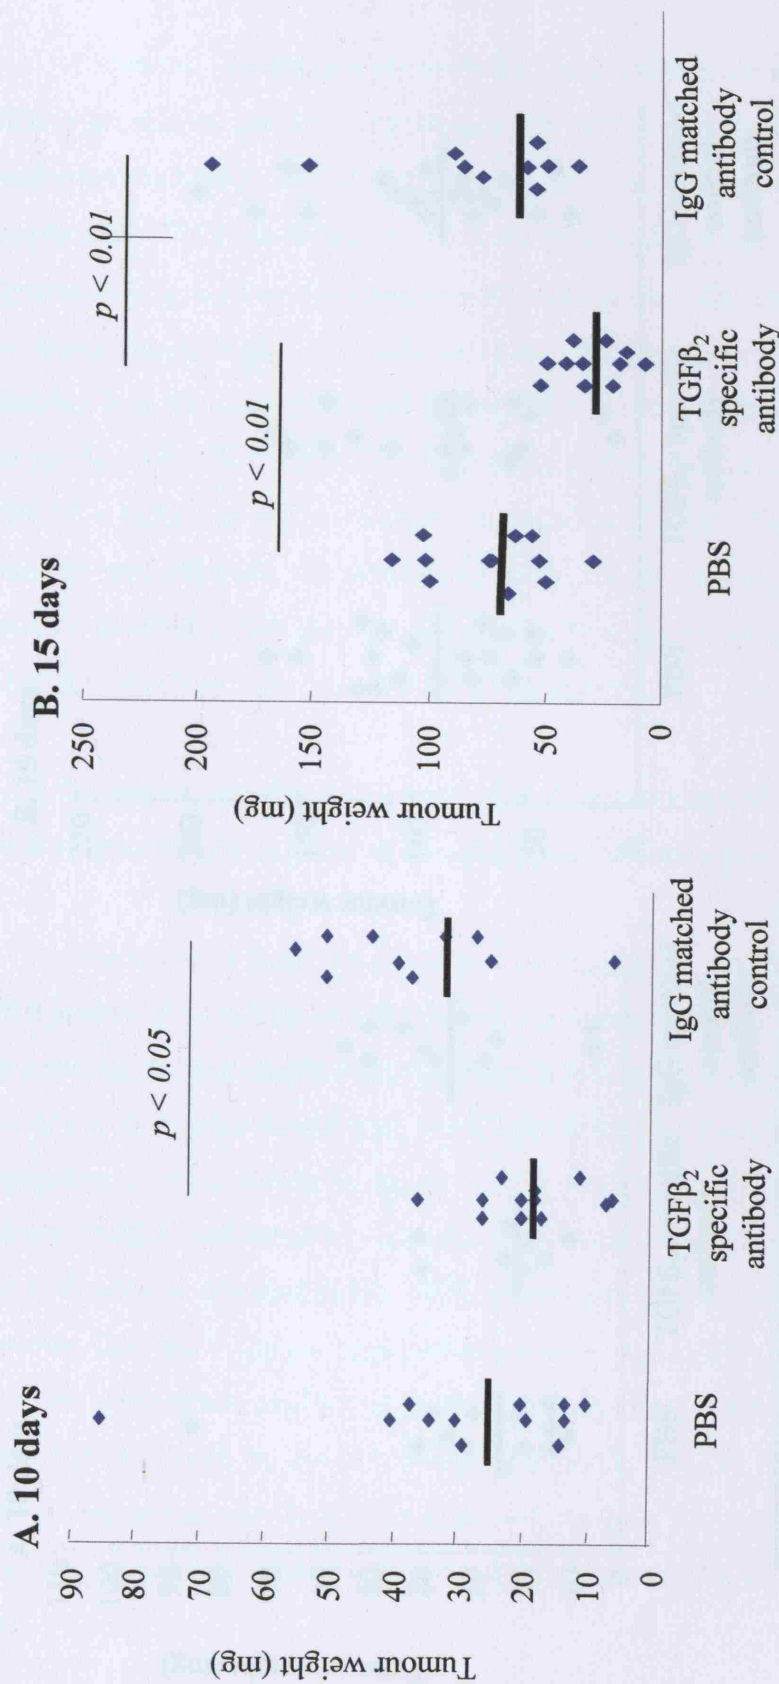 A. 10 days
Tumour weight (mg)
90
80
70
60
50
40
30
20
10
0
p < 0.05
PBS
TGFβ₂
specific
antibody
IgG matched
antibody
control
B. 15 days
Tumour weight (mg)
250
200
150
100
50
0
p < 0.01
p < 0.01
PBS
TGFβ₂
specific
antibody
IgG matched
antibody
control